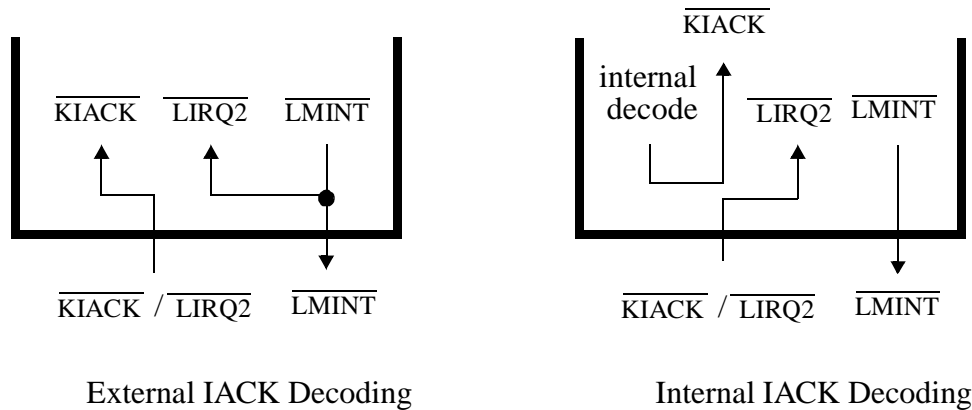 KIACK LIRQ2 LMINT
KIACK / LIRQ2 LMINT
External IACK Decoding
KIACK
internal
decode
LIRQ2 LMINT
KIACK / LIRQ2 LMINT
Internal IACK Decoding